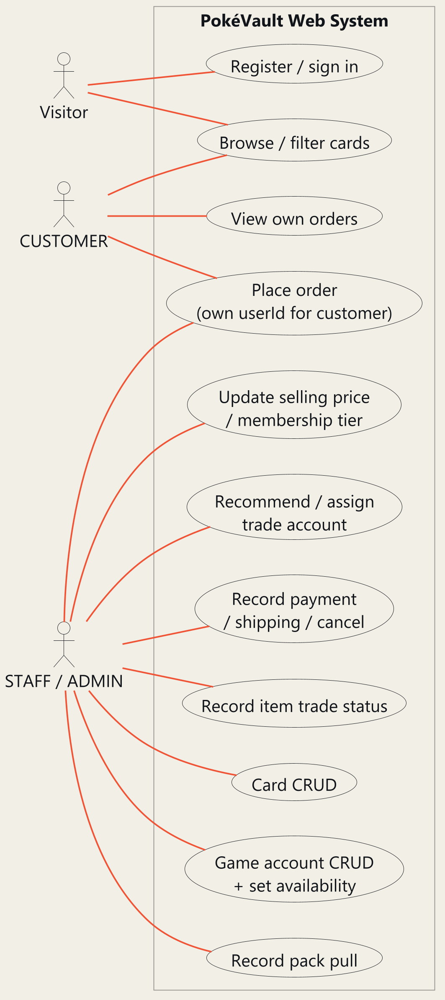 PokéVault Web System
Register / sign in
Visitor
Browse / filter cards
View own orders
CUSTOMER
Place order
(own userId for customer)
Update selling price
/ membership tier
Recommend / assign
trade account
Record payment
/ shipping / cancel
STAFF / ADMIN
Record item trade status
Card CRUD
Game account CRUD
+ set availability
Record pack pull